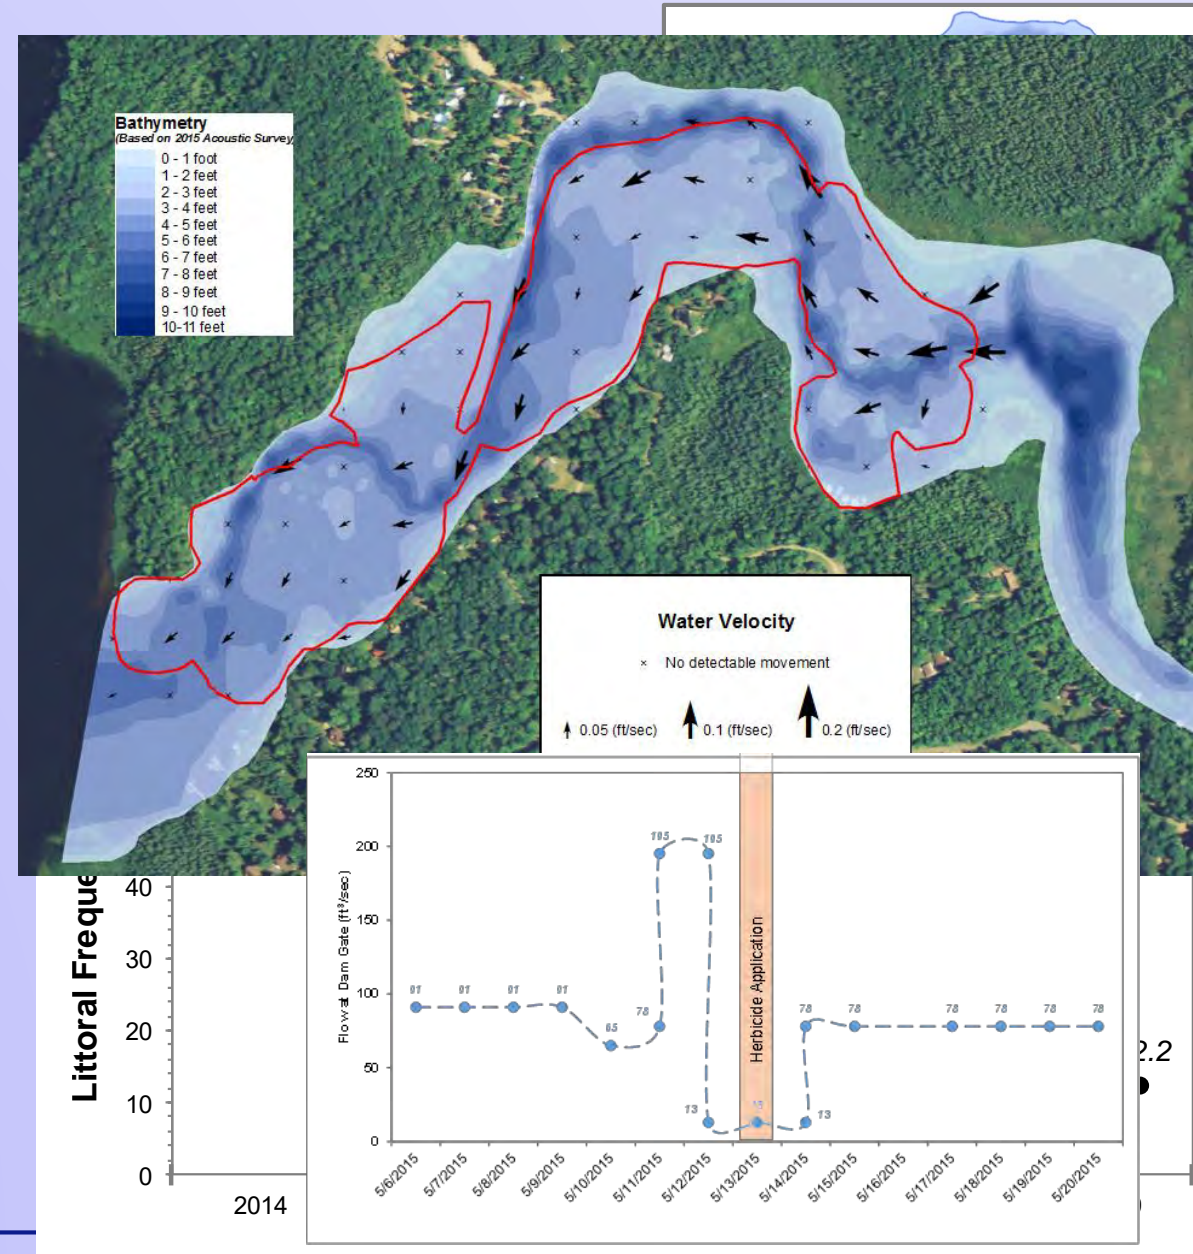 Bathymetry
(Based on 2015 Acoustic Survey
0 - 1 foot
1 - 2 feet
2 - 3 feet
3 - 4 feet
4 - 5 feet
5 - 6 feet
6 - 7 feet
7 - 8 feet
8 - 9 feet
9 - 10 feet
10-11 feet
Water Velocity
× No detectable movement
0.05 (ft/sec) 0.1 (ft/sec) 0.2 (ft/sec)
Flow at Dam Gate (ft³/sec)
250
200
150
100
50
0
91 91 91 91 65 78 195 195 13 13 78 78 78 78 78 78
Herbicide Application
5/6/2015 5/7/2015 5/8/2015 5/9/2015 5/10/2015 5/11/2015 5/12/2015 5/13/2015 5/14/2015 5/15/2015 5/16/2015 5/17/2015 5/18/2015 5/19/2015 5/20/2015
Littoral Freque
40
30
20
10
0
2014
2.2